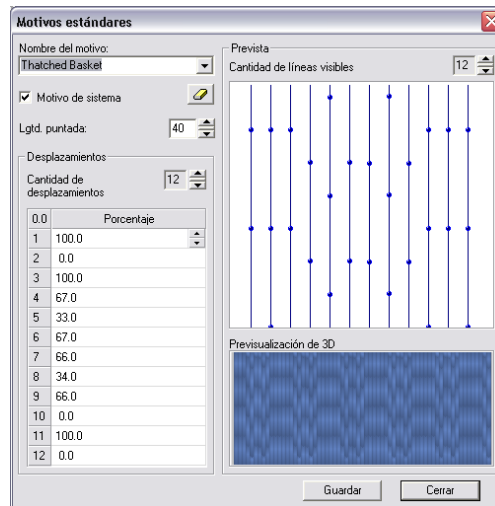 Motivos estándares
Nombre del motivo:
Thatched Basket
Motivo de sistema
Lgtd. puntada:
40
Desplazamientos
Cantidad de
desplazamientos
12
0.0 Porcentaje
1 100.0
2 0.0
3 100.0
4 67.0
5 33.0
6 67.0
7 66.0
8 34.0
9 66.0
10 0.0
11 100.0
12 0.0
Prevista
Cantidad de líneas visibles
12
Previsualización de 3D
Guardar
Cerrar